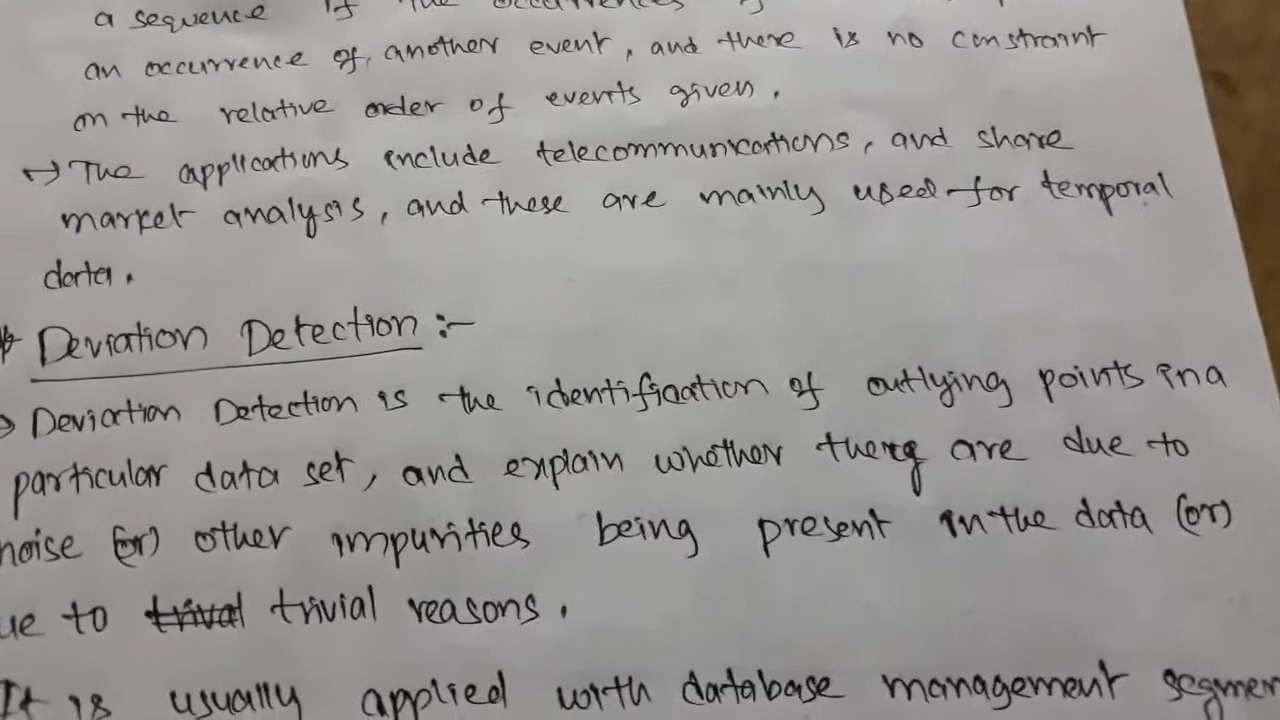 a sequence if the occurrences
an occurrence of, another event, and there is no constraint
on the relative order of events given.
→ The applications include telecommunications, and share
market analysis, and these are mainly used for temporal
data.
* Deviation Detection :-
→ Deviation Detection is the identification of outlying points in a
particular data set, and explain whether they are due to
noise (or) other impurities being present in the data (or)
ue to trival trivial reasons.
It is usually applied with database management segmen